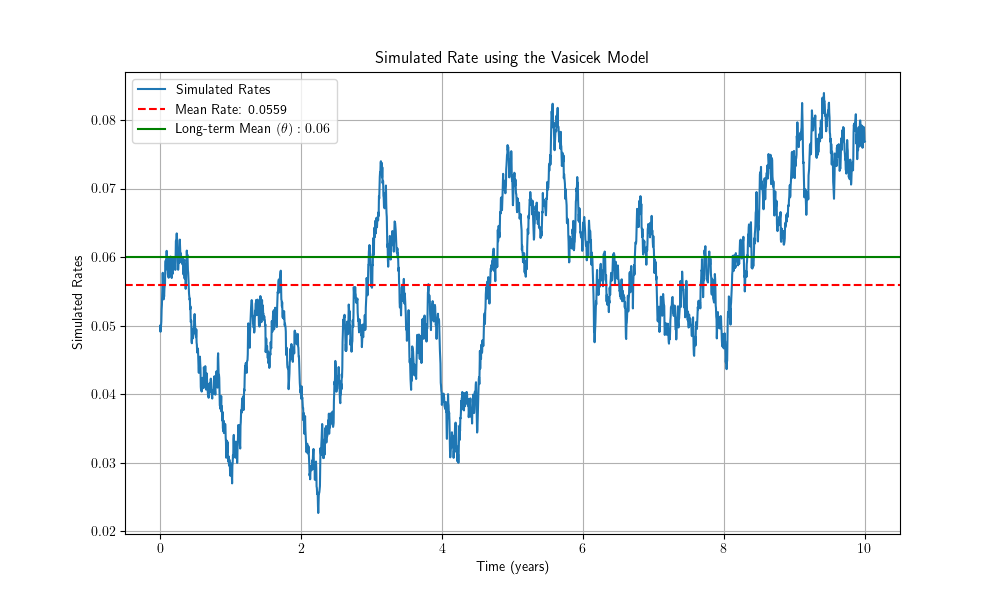 Simulated Rate using the Vasicek Model
Simulated Rates
Mean Rate: 0.0559
Long-term Mean (θ) : 0.06
Simulated Rates
0.08
0.07
0.06
0.05
0.04
0.03
0.02
0 2 4 6 8 10
Time (years)